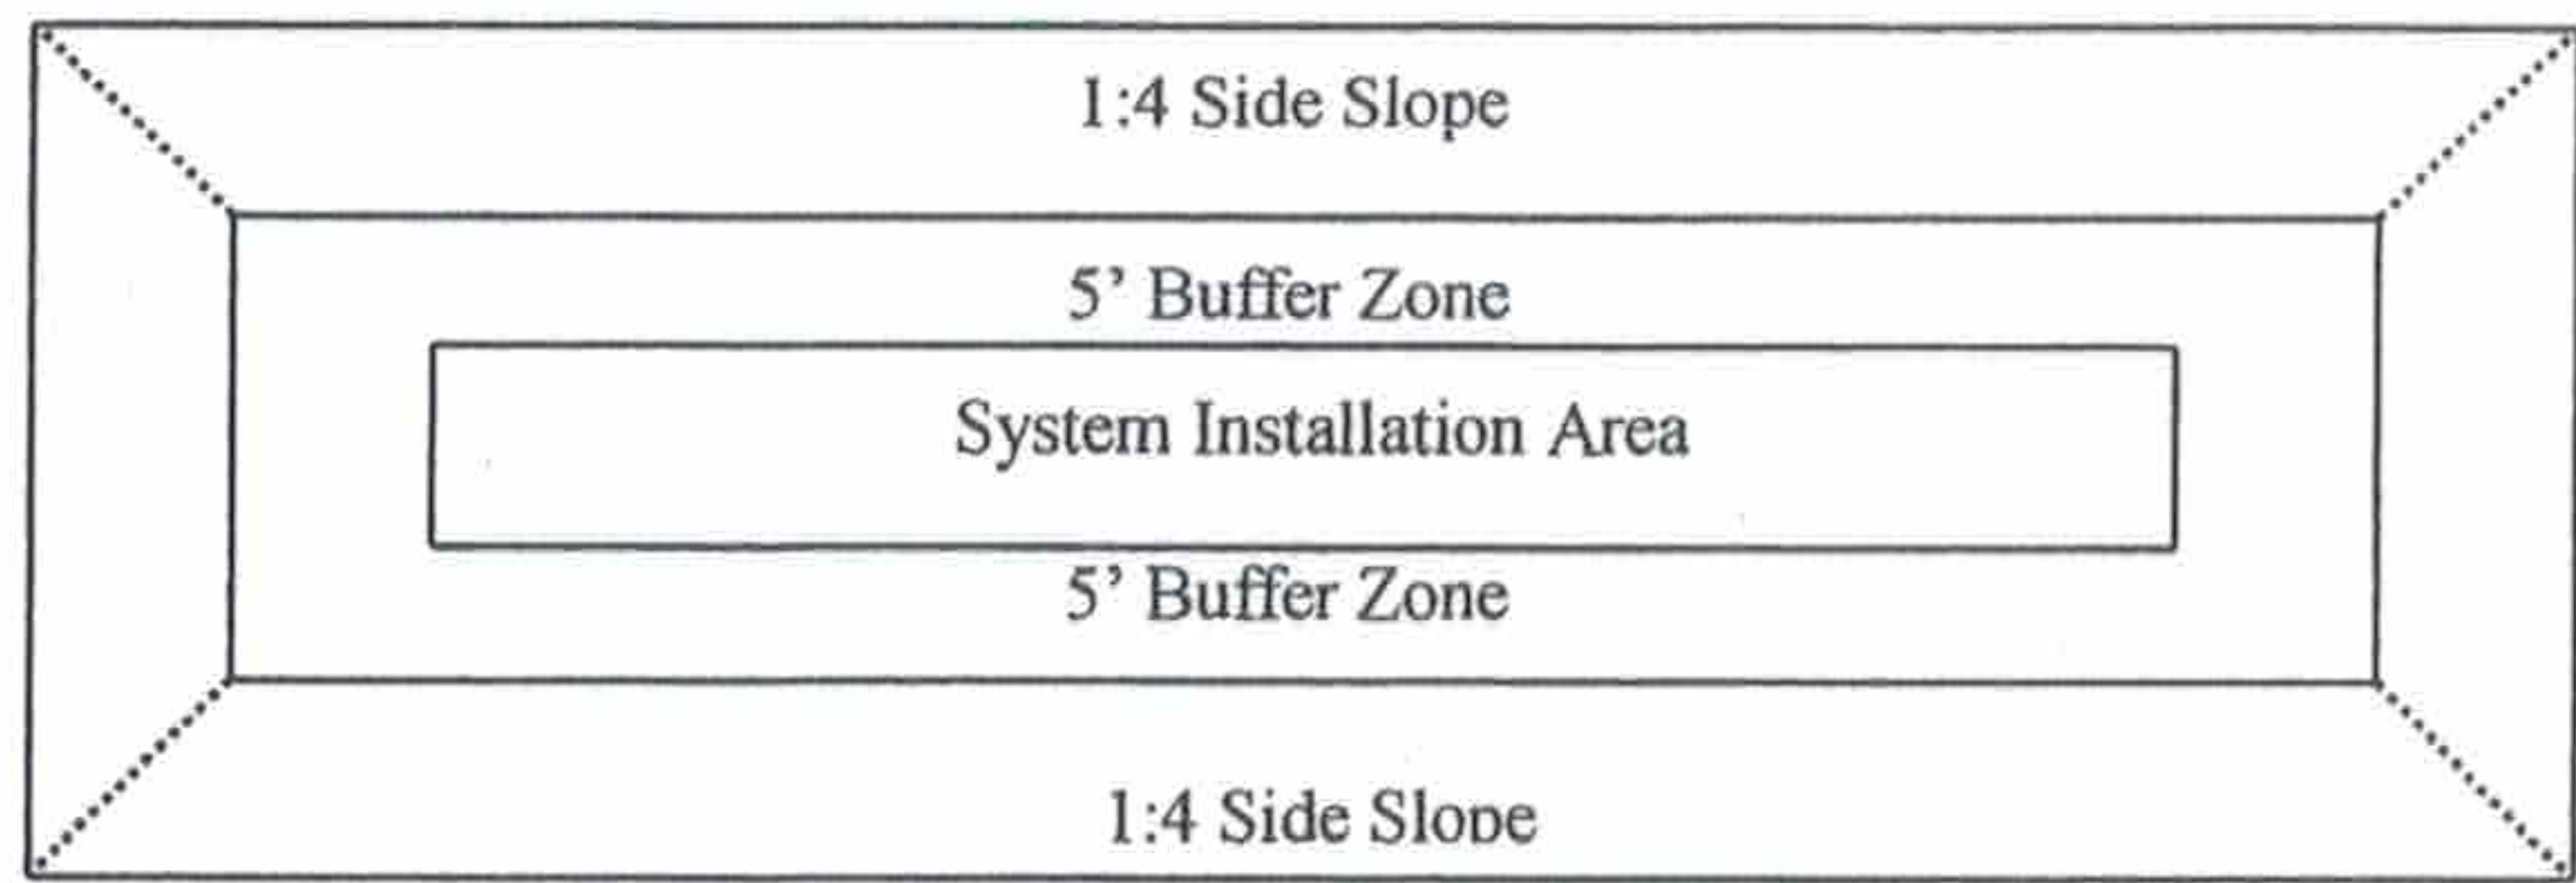 1:4 Side Slope
5’ Buffer Zone
System Installation Area
5’ Buffer Zone
1:4 Side Slope